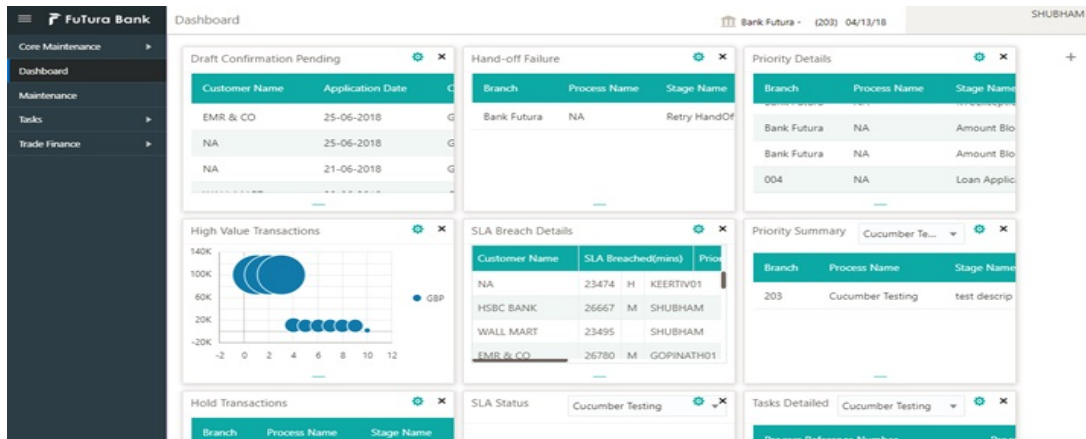 FuTura Bank
Dashboard
Bank Futura - (203) 04/13/18
SHUBHAM
Core Maintenance
Dashboard
Maintenance
Tasks
Trade Finance
Draft Confirmation Pending
Customer Name Application Date C
EMR & CO 25-06-2018 G
NA 25-06-2018 G
NA 21-06-2018 G
Hand-off Failure
Branch Process Name Stage Name
Bank Futura NA Retry HandOf
Priority Details
Branch Process Name Stage Name
Bank Futura NA Amount Blo
Bank Futura NA Amount Blo
004 NA Loan Applic
High Value Transactions
140K
100K
60K
20K
-20K
-2 0 2 4 6 8 10 12
GBP
SLA Breach Details
Customer Name SLA Breached(mins) Prior
NA 23474 H KEERTIV01
HSBC BANK 26667 M SHUBHAM
WALL MART 23495 SHUBHAM
EMR & CO 26780 M GOPINATH01
Priority Summary Cucumber Te...
Branch Process Name Stage Name
203 Cucumber Testing test descrip
Hold Transactions
Branch Process Name Stage Name
SLA Status Cucumber Testing
Tasks Detailed Cucumber Testing